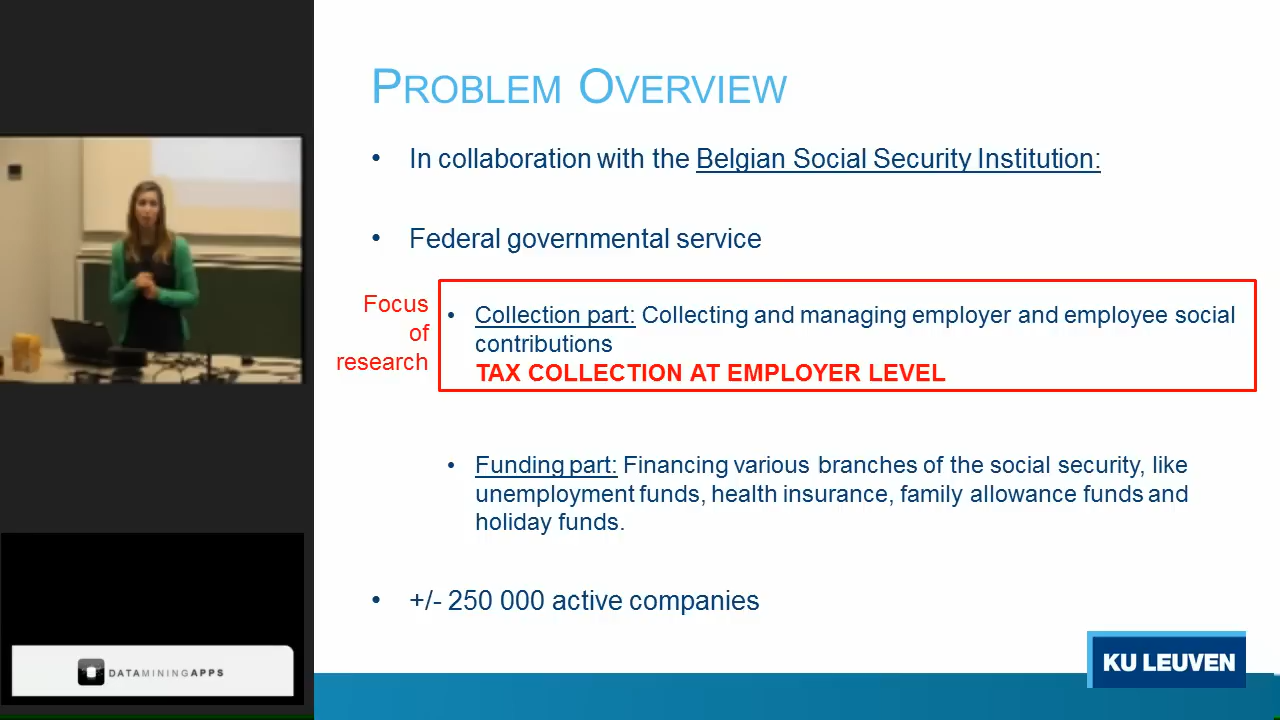 PROBLEM OVERVIEW
• In collaboration with the Belgian Social Security Institution:
• Federal governmental service
Focus
of
research
• Collection part: Collecting and managing employer and employee social
contributions
TAX COLLECTION AT EMPLOYER LEVEL
• Funding part: Financing various branches of the social security, like
unemployment funds, health insurance, family allowance funds and
holiday funds.
• +/- 250 000 active companies
DATAMININGAPPS
KU LEUVEN